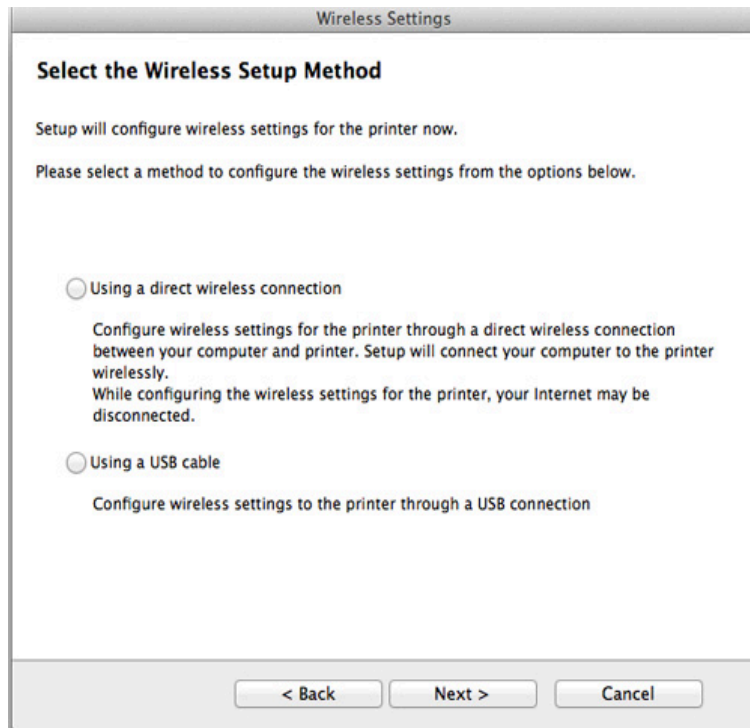 Wireless Settings
Select the Wireless Setup Method
Setup will configure wireless settings for the printer now.
Please select a method to configure the wireless settings from the options below.
Using a direct wireless connection
Configure wireless settings for the printer through a direct wireless connection
between your computer and printer. Setup will connect your computer to the printer
wirelessly.
While configuring the wireless settings for the printer, your Internet may be
disconnected.
Using a USB cable
Configure wireless settings to the printer through a USB connection
< Back Next > Cancel